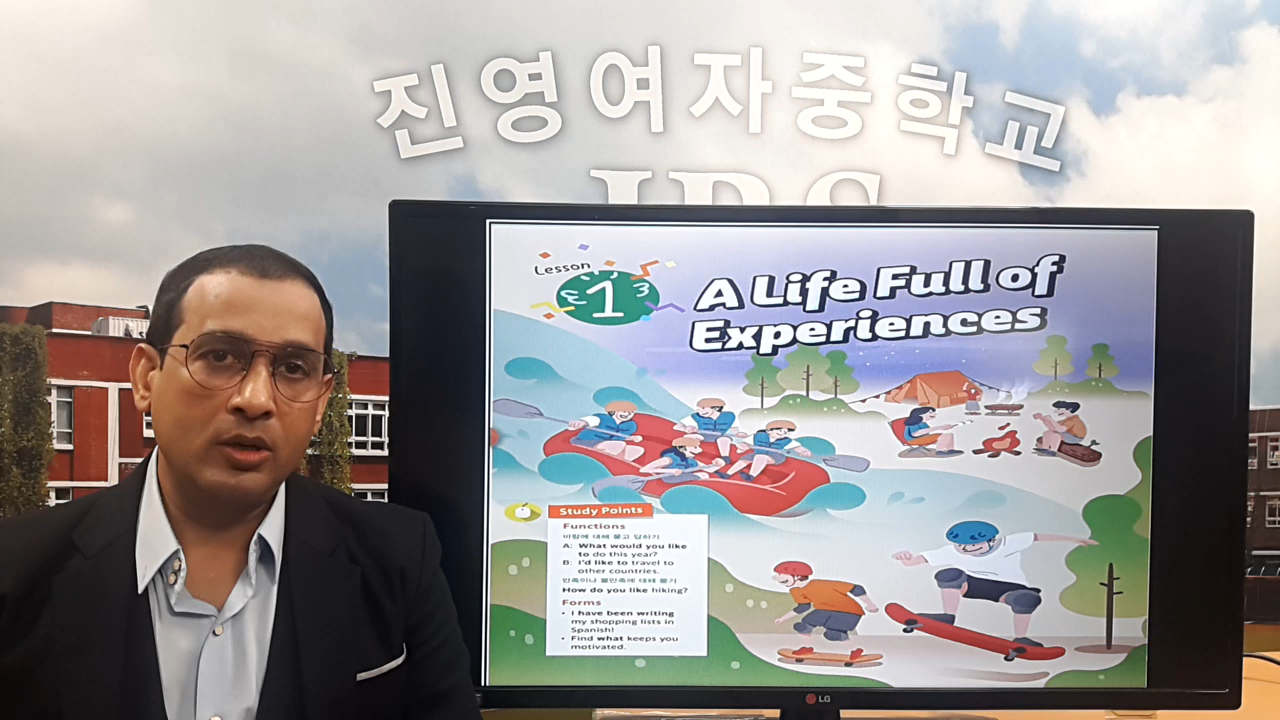 진영여자중학교
Lesson
1
A Life Full of
Experiences
Study Points
Functions
바람에 대해 묻고 답하기
A: What would you like
to do this year?
B: I'd like to travel to
other countries.
만족이나 불만족에 대해 묻기
How do you like hiking?
Forms
• I have been writing
my shopping lists in
Spanish!
• Find what keeps you
motivated.
LG